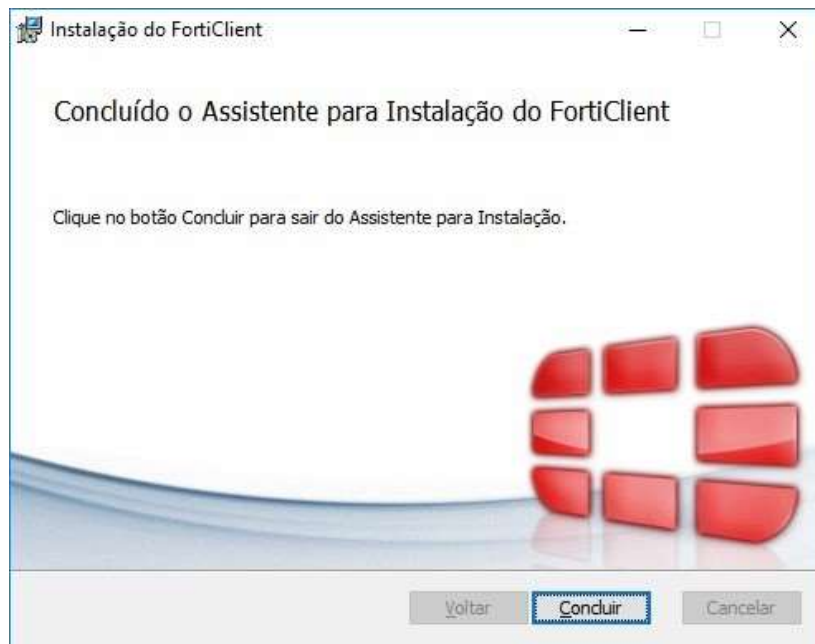 Instalação do FortiClient
Concluído o Assistente para Instalação do FortiClient
Clique no botão Concluir para sair do Assistente para Instalação.
Voltar Concluir Cancelar